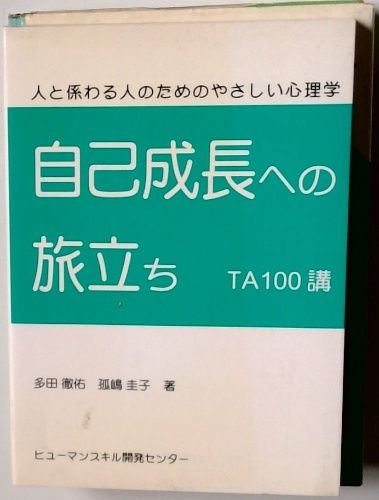 人と係わる人のためのやさしい心理学
自己成長への
旅立ち TA100講
多田 徹佑 孤嶋 圭子 著
ヒューマンスキル開発センター